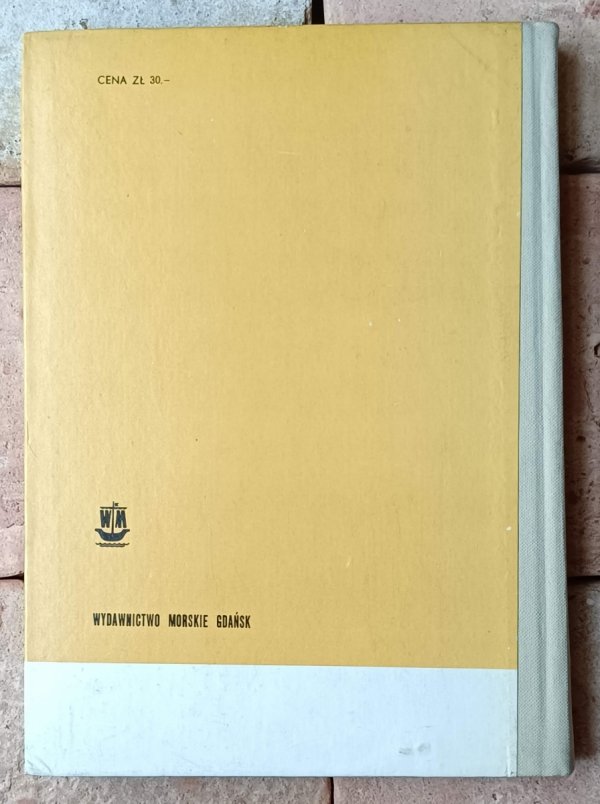 CENA ZŁ 30.–
WM
WYDAWNICTWO MORSKIE GDAŃSK